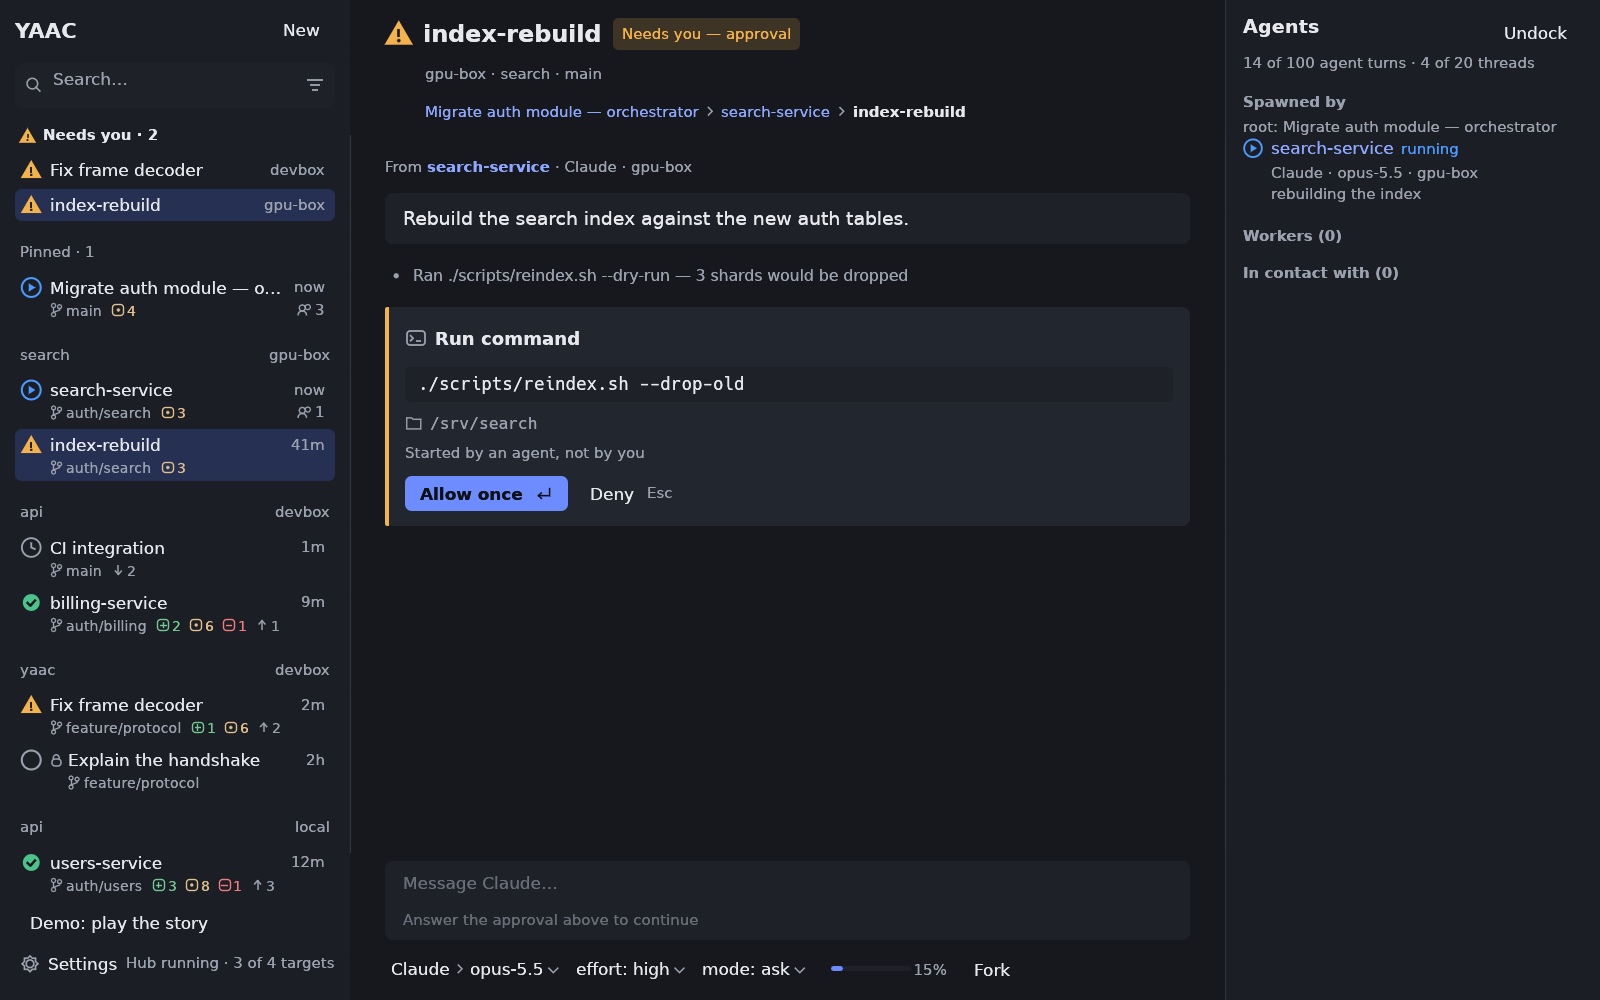 YAAC
New
Search...
Needs you · 2
Fix frame decoder devbox
index-rebuild gpu-box
Pinned · 1
Migrate auth module — o... now
main 4 3
search gpu-box
search-service now
auth/search 3 1
index-rebuild 41m
auth/search 3
api devbox
CI integration 1m
main 2
billing-service 9m
auth/billing 2 6 1 1
yaac devbox
Fix frame decoder 2m
feature/protocol 1 6 2
Explain the handshake 2h
feature/protocol
api local
users-service 12m
auth/users 3 8 1 3
Demo: play the story
Settings Hub running · 3 of 4 targets
index-rebuild Needs you — approval
gpu-box · search · main
Migrate auth module — orchestrator > search-service > index-rebuild
From search-service · Claude · gpu-box
Rebuild the search index against the new auth tables.
• Ran ./scripts/reindex.sh --dry-run — 3 shards would be dropped
Run command
./scripts/reindex.sh --drop-old
/srv/search
Started by an agent, not by you
Allow once ↵ Deny Esc
Message Claude...
Answer the approval above to continue
Claude > opus-5.5 effort: high mode: ask 15% Fork
Agents Undock
14 of 100 agent turns · 4 of 20 threads
Spawned by
root: Migrate auth module — orchestrator
search-service running
Claude · opus-5.5 · gpu-box
rebuilding the index
Workers (0)
In contact with (0)